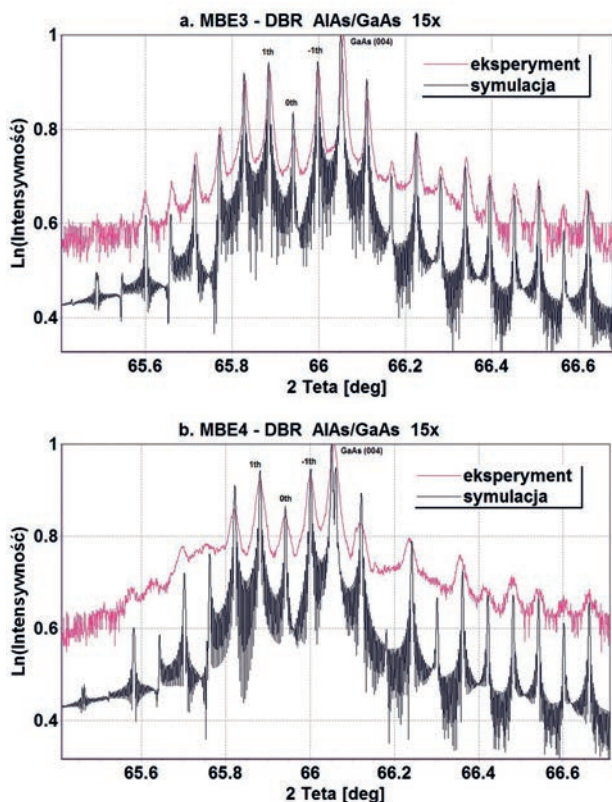 a. MBE3 - DBR AlAs/GaAs 15x
Ln(Intensywność)
1
0.8
0.6
0.4
1th
0th
-1th
GaAs (004)
eksperyment
symulacja
65.6 65.8 66 66.2 66.4 66.6
2 Teta [deg]
b. MBE4 - DBR AlAs/GaAs 15x
Ln(Intensywność)
1
0.8
0.6
0.4
1th
0th
-1th
GaAs (004)
eksperyment
symulacja
65.6 65.8 66 66.2 66.4 66.6
2 Teta [deg]